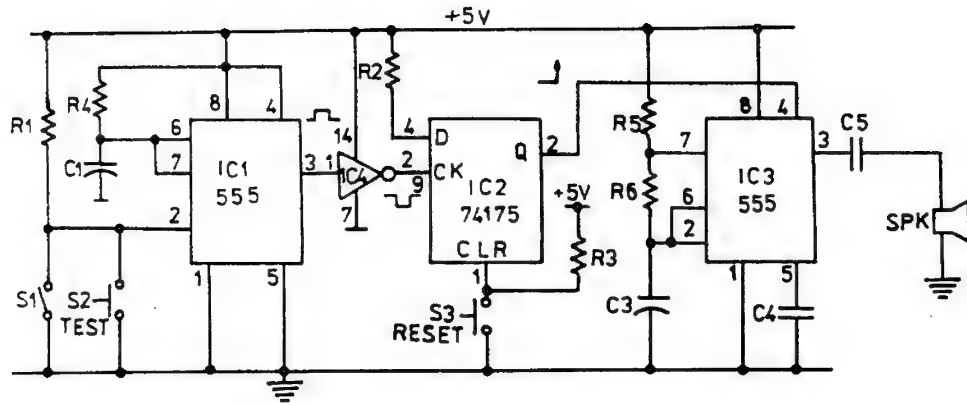 +5V
R1
R4
C1
8
4
6
7
2
3
1
5
IC1
555
S1
S2
TEST
14
1
IC4
7
2
9
R2
4
D
CK
Q
2
IC2
74175
CLR
1
+5V
R3
S3
RESET
R5
R6
C3
7
6
2
8
4
3
1
5
IC3
555
C5
C4
SPK